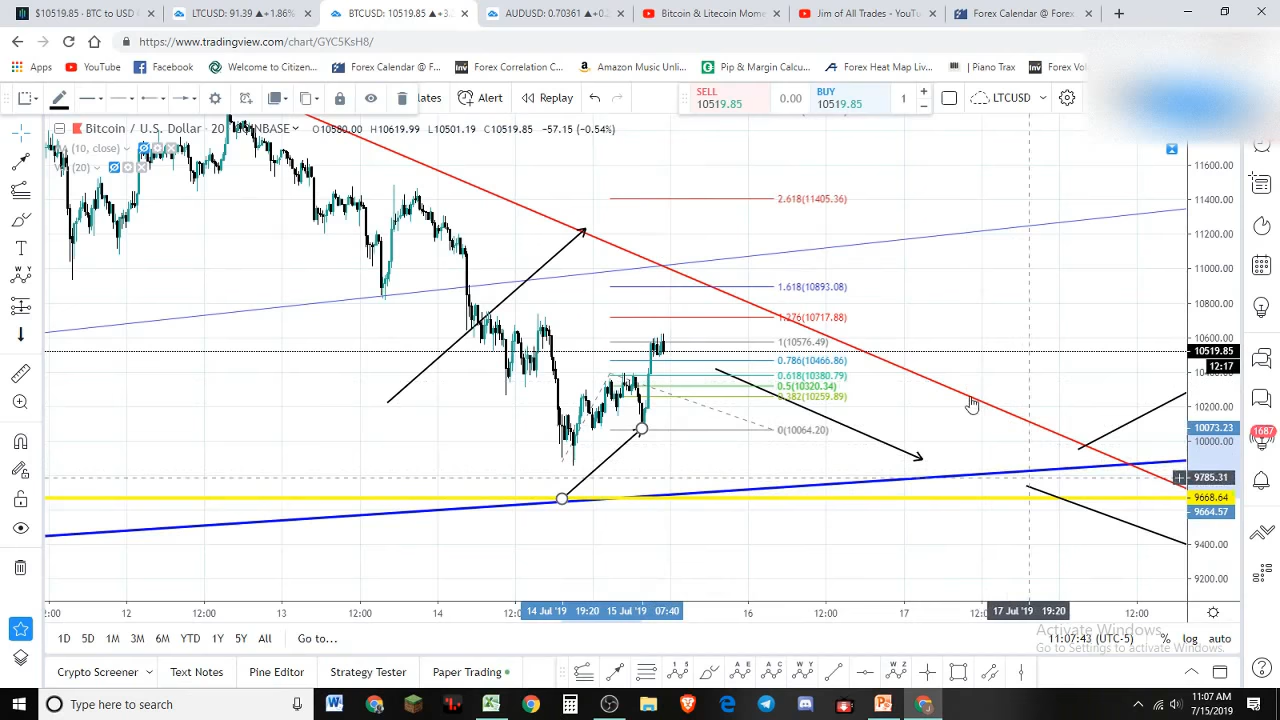 $10519.85 - BTC to USD
LTCUSD: 91.39 ▲+1.86%
BTCUSD: 10519.85 ▲+3.
AUDUSD: 0.70361 ▲+0.
Bitcoin & Litecoin Mome
Jim of All Trades - YouTu
Forex Calendar @ Forex
https://www.tradingview.com/chart/GYC5KsH8/
Apps YouTube Facebook Welcome to Citizen... Forex Calendar @ F... Forex Correlation C... Amazon Music Unli... Pip & Margin Calcu... Forex Heat Map Liv... Piano Trax Forex Vol
lates Alert Replay SELL 10519.85 0.00 BUY 10519.85 1 LTCUSD
Bitcoin / U.S. Dollar · 20 COINBASE O10580.00 H10619.99 L10501.19 C10519.85 −57.15 (−0.54%)
(10, close)
(20)
11600.00
2.618(11405.36)
11400.00
11200.00
11000.00
1.618(10893.08)
10800.00
1.276(10717.88)
1(10576.49)
10600.00
10519.85
12:17
0.786(10466.86)
0.618(10380.79)
0.5(10320.34)
0.382(10259.89)
10200.00
0(10064.20)
10073.23
10000.00
9785.31
9668.64
9664.57
9400.00
9200.00
12 12:00 13 12:00 14 14 Jul '19 19:20 15 Jul '19 07:40 16 12:00 17 17 Jul '19 19:20 12:00
1D 5D 1M 3M 6M YTD 1Y 5Y All Go to... 11:07:43 (UTC-5) % log auto
Activate Windows
Go to Settings to activate Windows.
Crypto Screener Text Notes Pine Editor Strategy Tester Paper Trading
1687
Type here to search
11:07 AM
7/15/2019